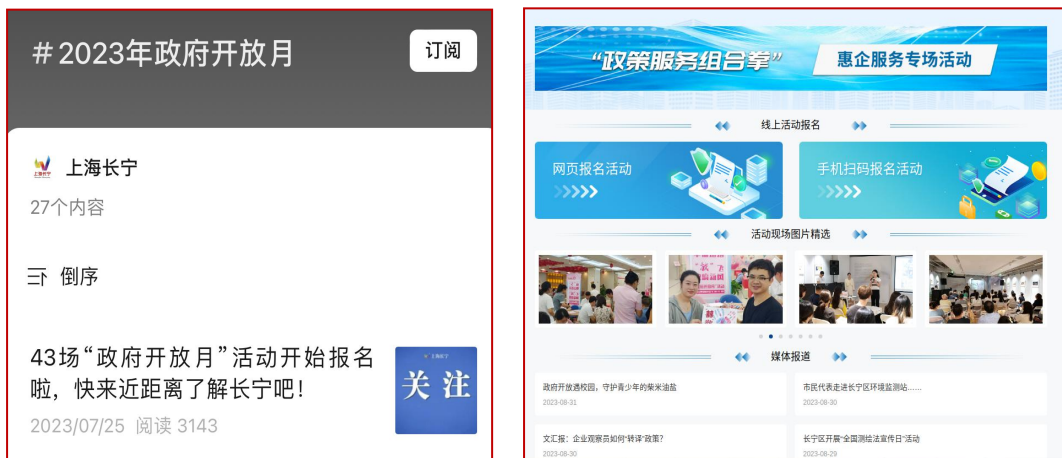 #2023年政府开放月
订阅
上海长宁
27个内容
倒序
43场“政府开放月”活动开始报名
啦，快来近距离了解长宁吧！
2023/07/25 阅读 3143
关注
“政策服务组合拳”
惠企服务专场活动
线上活动报名
网页报名活动
手机扫码报名活动
活动现场图片精选
媒体报道
政府开放遇校园，守护青少年的柴米油盐
2023-08-31
市民代表走进长宁区环境监测站……
2023-08-30
文汇报：企业观察员如何“转译”政策？
2023-08-30
长宁区开展“全国测绘法宣传日”活动
2023-08-29